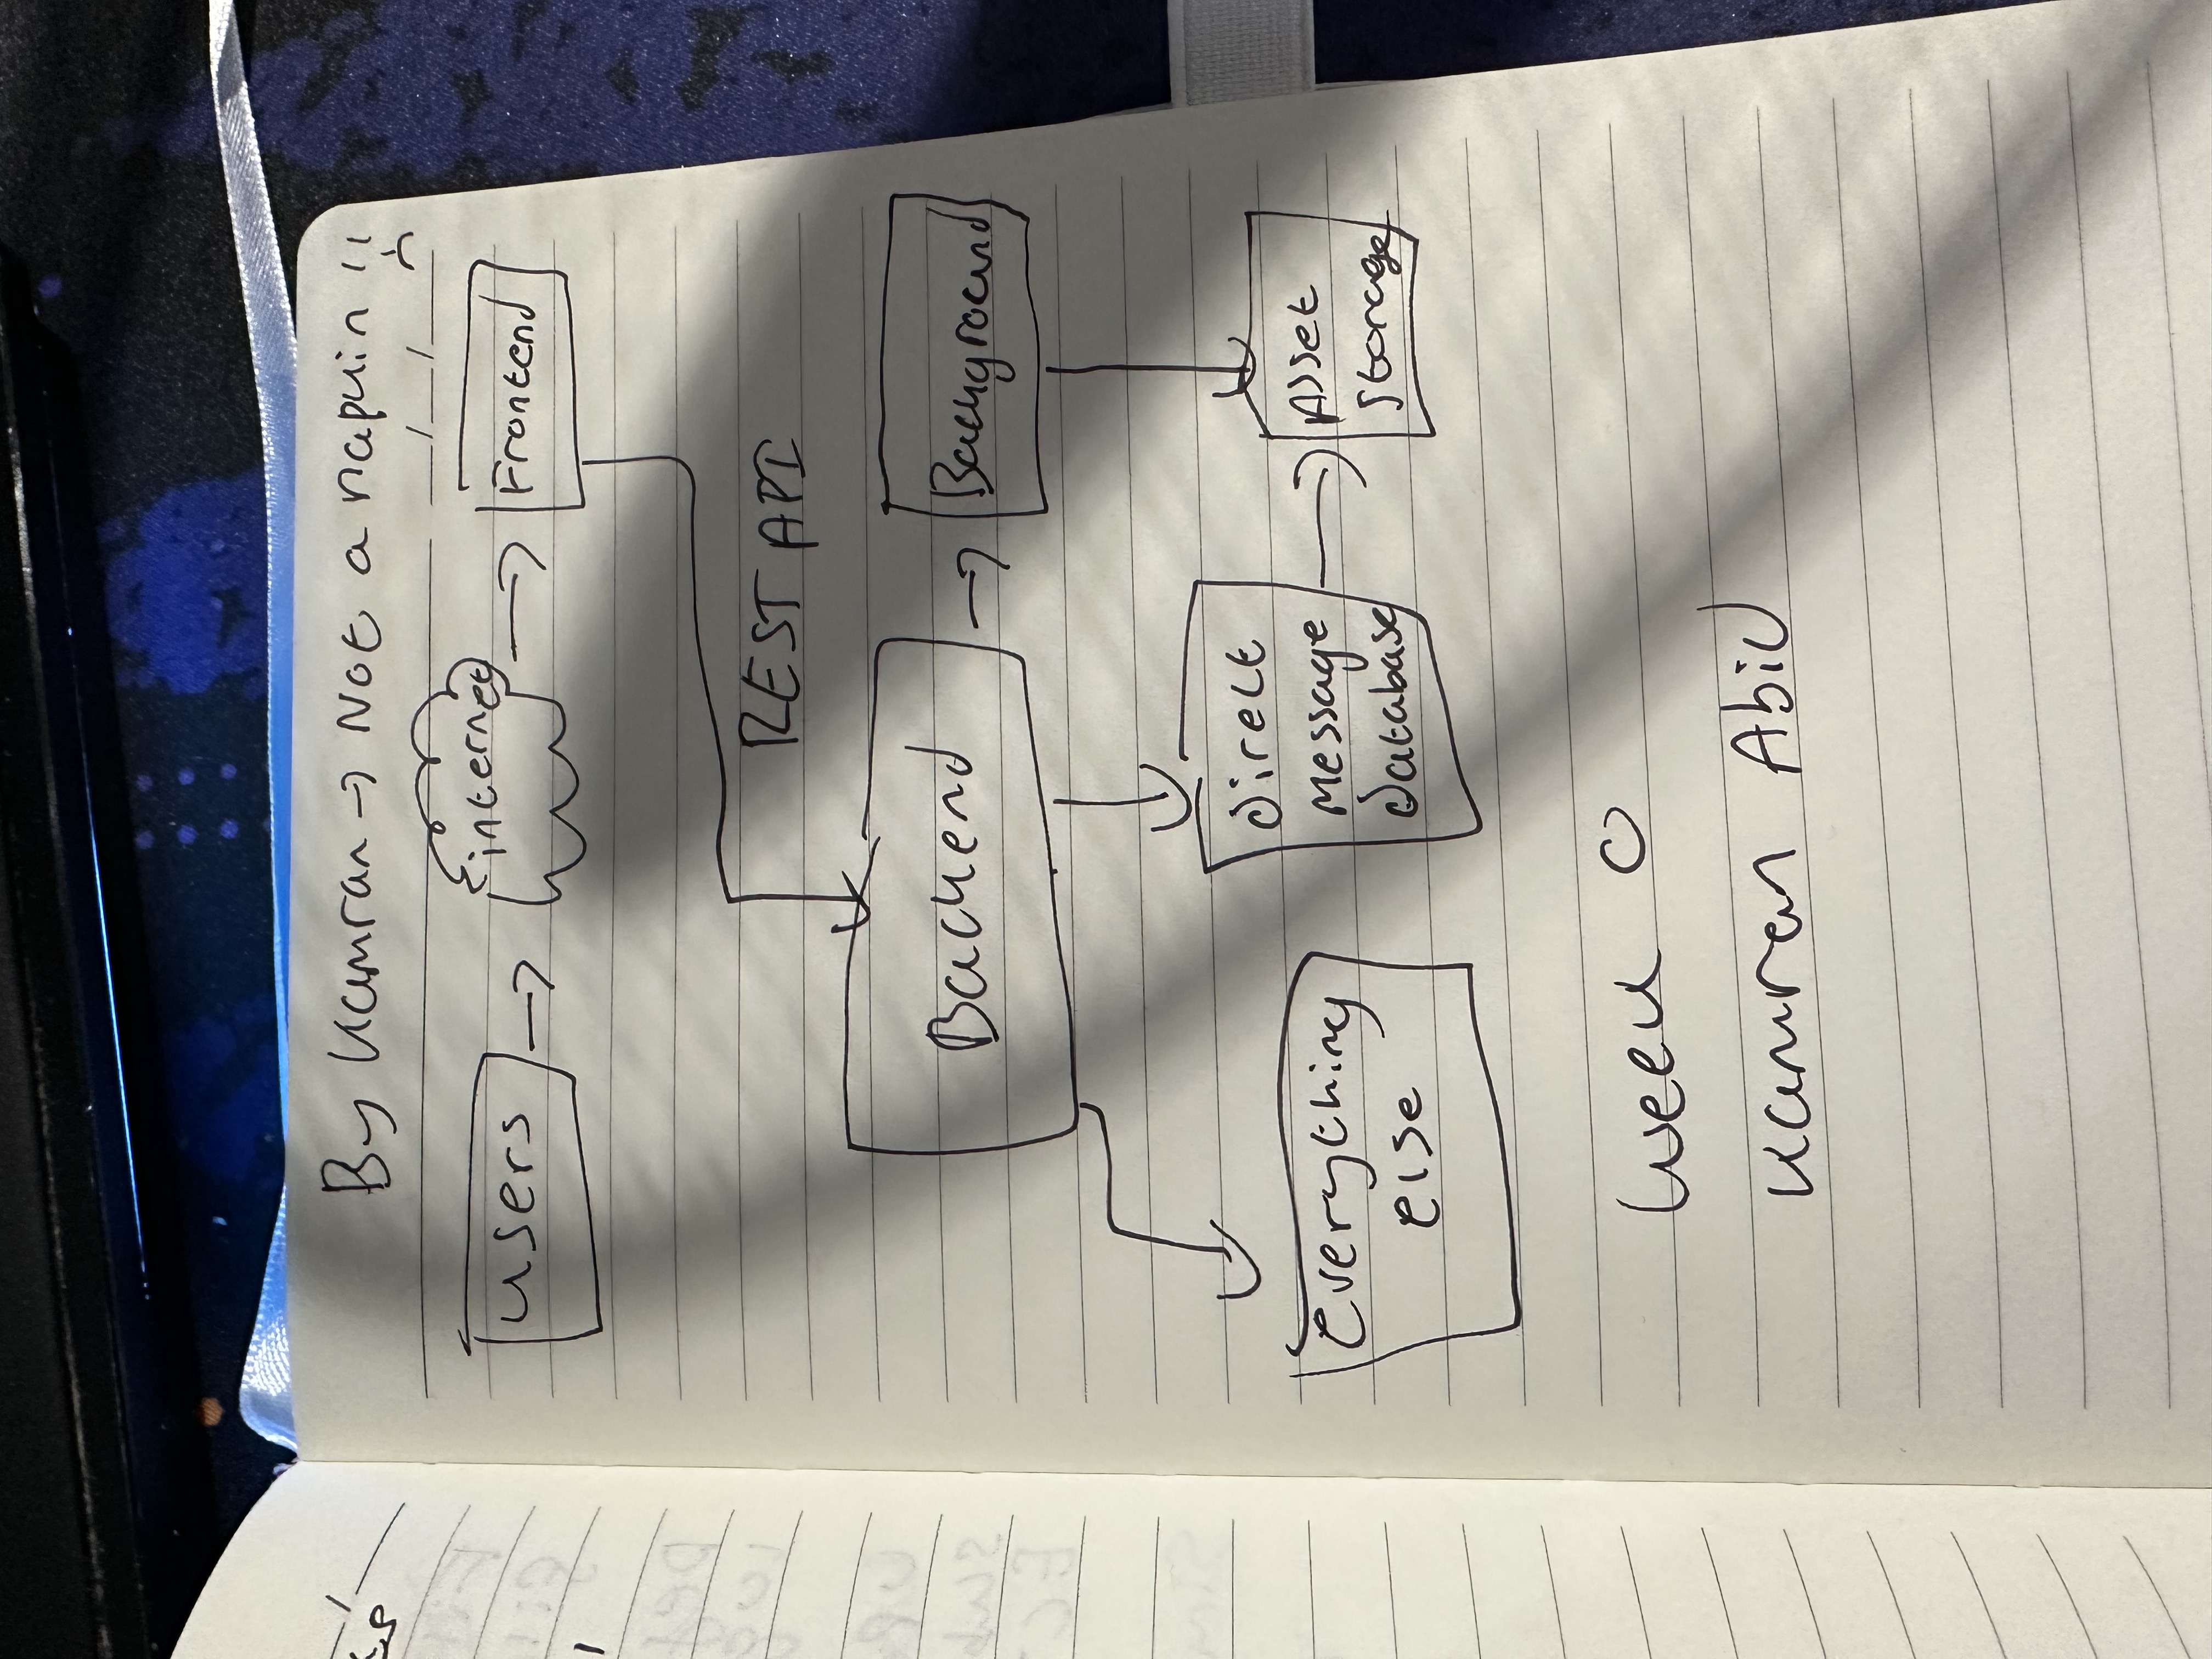 By Kamran → Not a napkin !!
users → internet → Frontend
REST API
Backend → Background
everything
else
direct
message
database
Asset
storage
Week 0
Kamran Abid